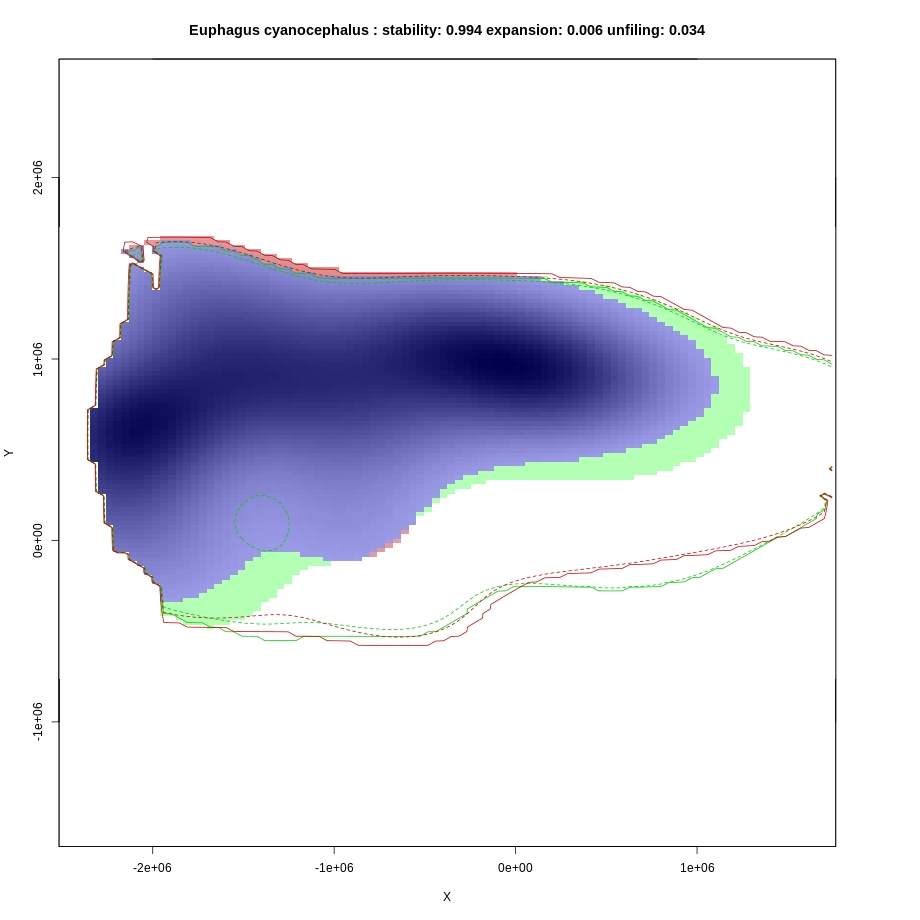 Euphagus cyanocephalus : stability: 0.994 expansion: 0.006 unfiling: 0.034
2e+06
1e+06
0e+00
-1e+06
Y
-2e+06 -1e+06 0e+00 1e+06
X